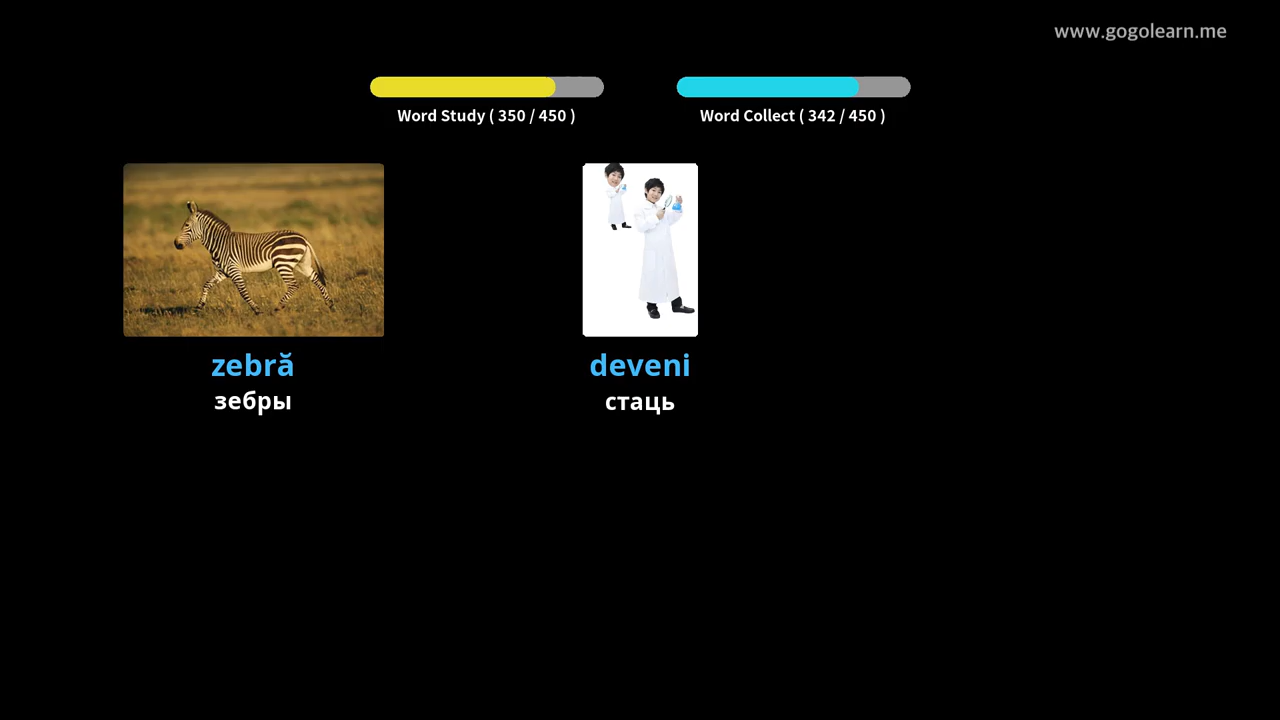 www.gogolearn.me
Word Study ( 350 / 450 )
Word Collect ( 342 / 450 )
zebră
зебры
deveni
стаць